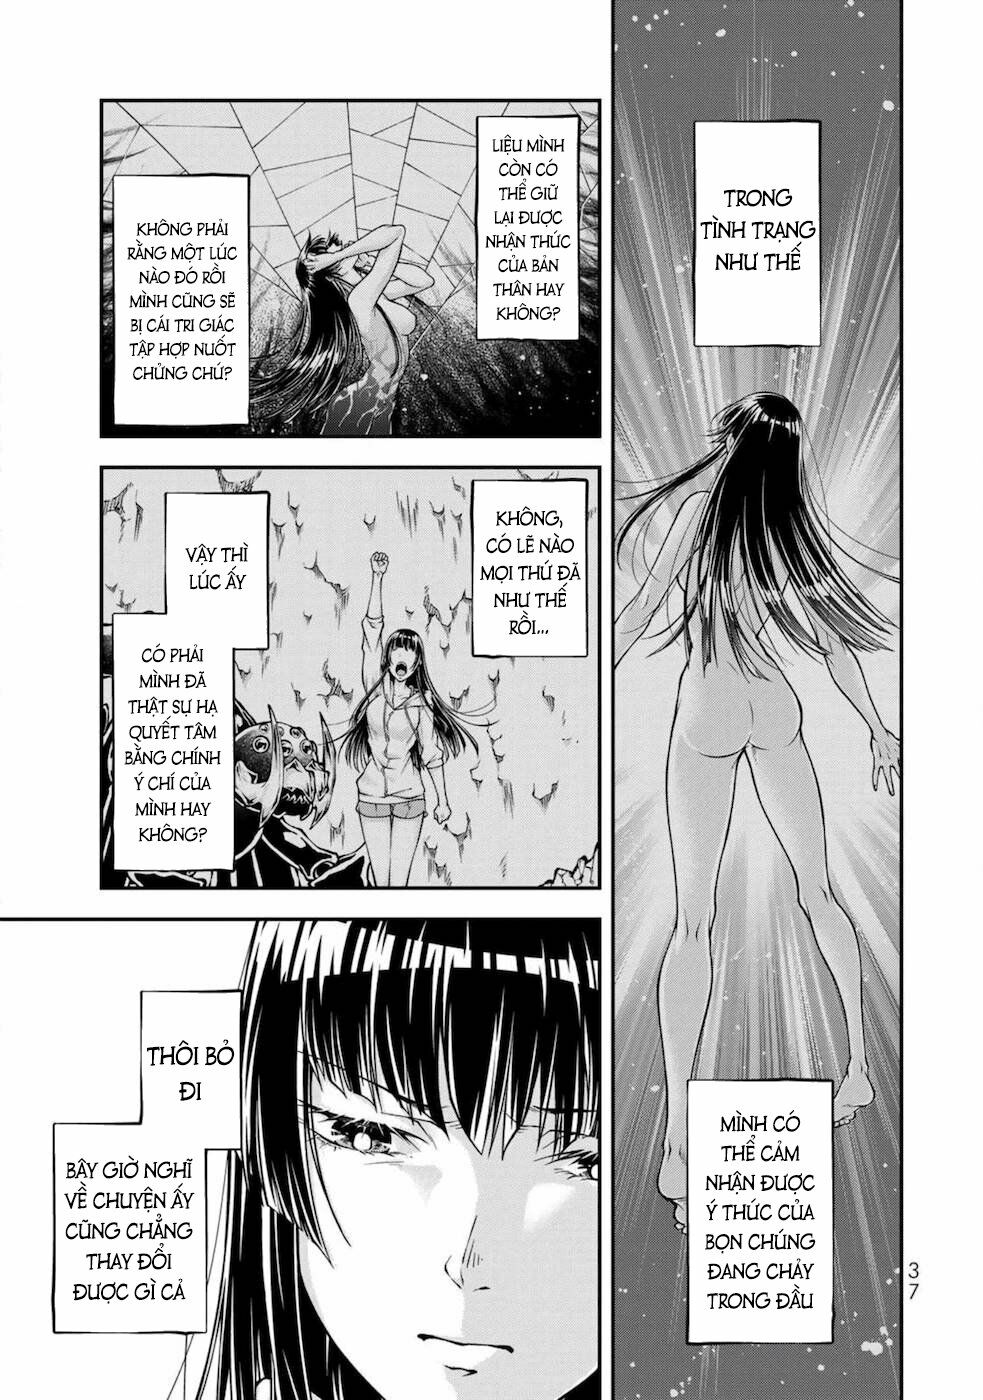 TRONG
TÌNH TRẠNG
NHƯ THẾ
MÌNH CÓ
THỂ CẢM
NHẬN ĐƯỢC
Ý THỨC CỦA
BỌN CHÚNG
ĐANG CHẢY
TRONG ĐẦU
LIỆU MÌNH
CÒN CÓ
THỂ GIỮ
LẠI ĐƯỢC
NHẬN THỨC
CỦA BẢN
THÂN HAY
KHÔNG?
KHÔNG PHẢI
RẰNG MỘT LÚC
NÀO ĐÓ RỒI
MÌNH CŨNG SẼ
BỊ CÁI TRI GIÁC
TẬP HỢP NUỐT
CHỬNG CHỨ?
KHÔNG,
CÓ LẼ NÀO
MỌI THỨ ĐÃ
NHƯ THẾ
RỒI...
VẬY THÌ
LÚC ẤY
CÓ PHẢI
MÌNH ĐÃ
THẬT SỰ HẠ
QUYẾT TÂM
BẰNG CHÍNH
Ý CHÍ CỦA
MÌNH HAY
KHÔNG?
THÔI BỎ
ĐI
BÂY GIỜ NGHĨ
VỀ CHUYỆN ẤY
CŨNG CHẲNG
THAY ĐỔI
ĐƯỢC GÌ CẢ
37